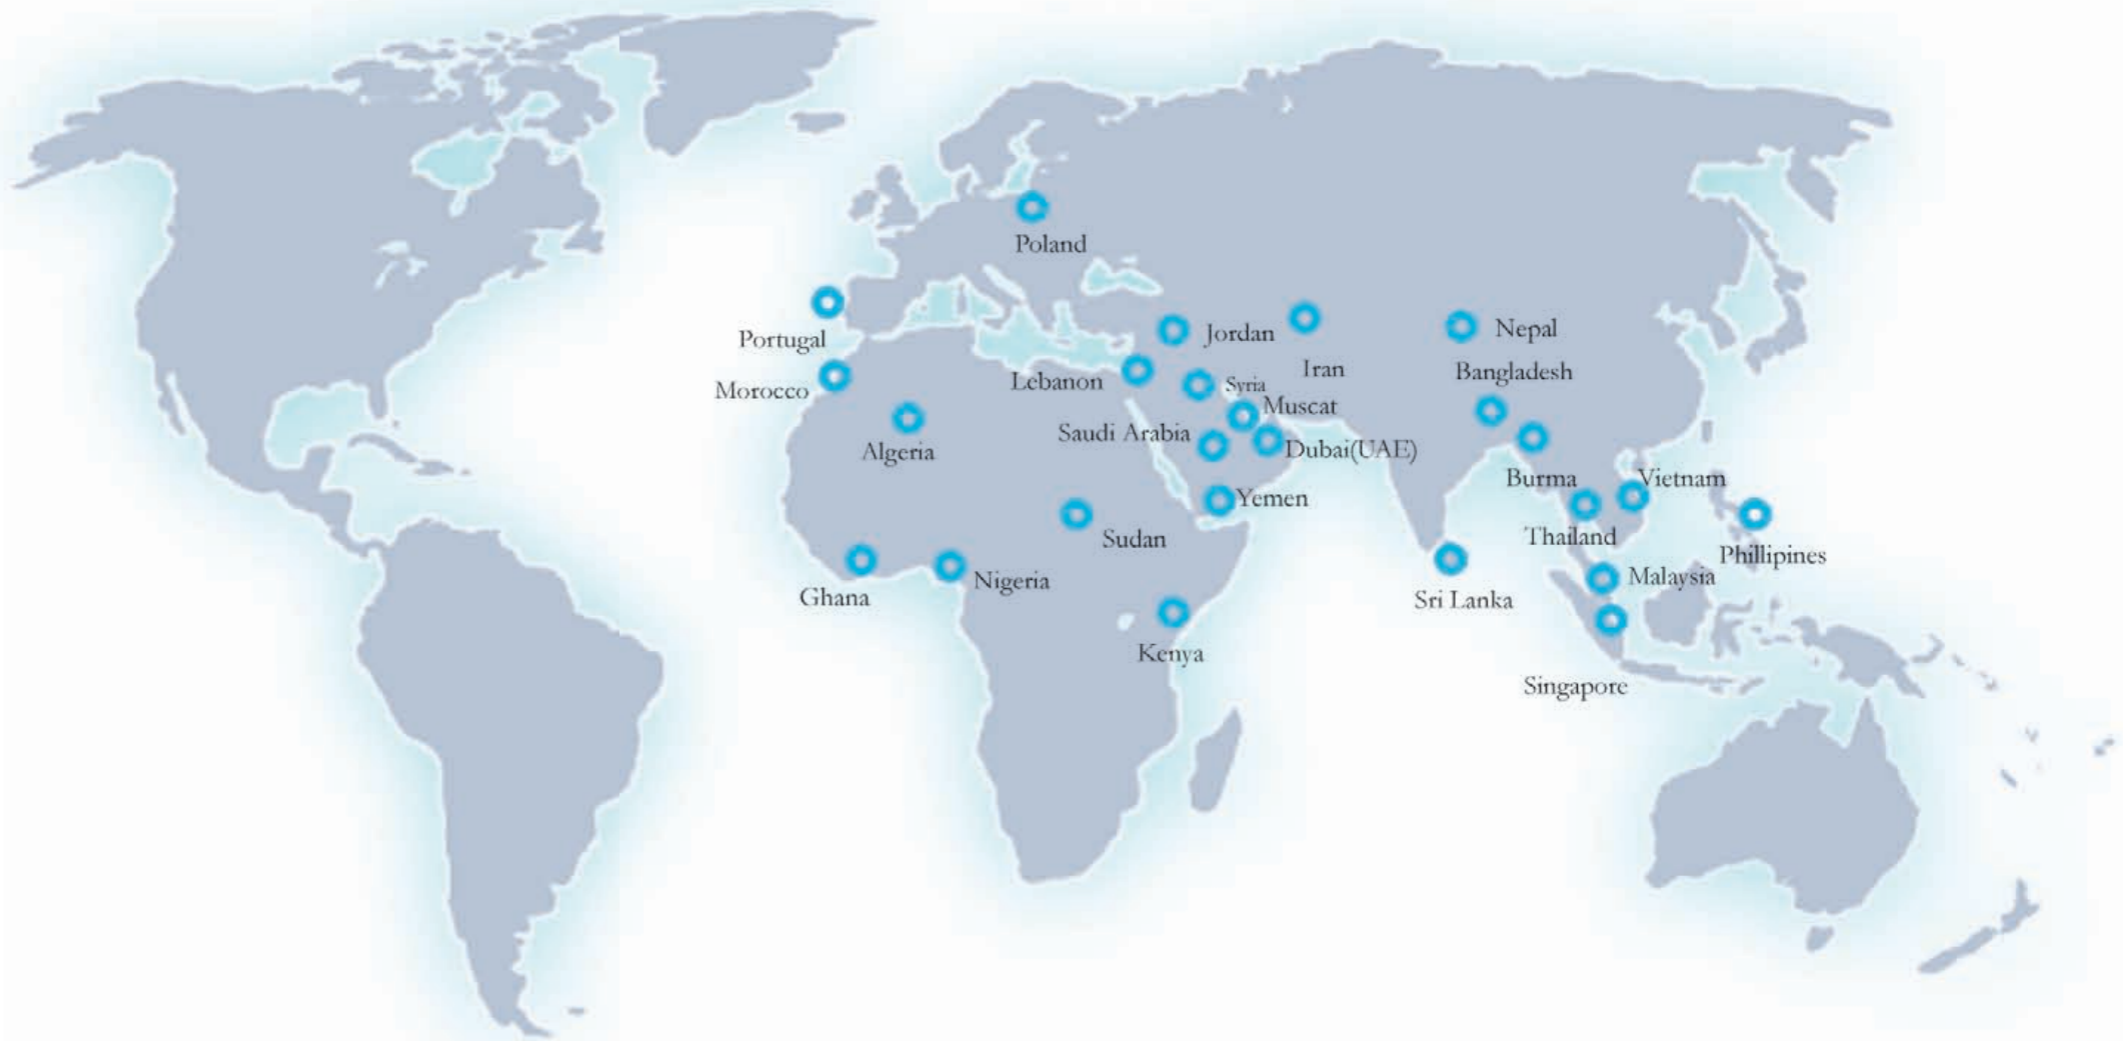 Poland
Portugal
Jordan
Nepal
Iran
Bangladesh
Lebanon
Syria
Morocco
Muscat
Saudi Arabia
Dubai(UAE)
Algeria
Burma
Vietnam
Yemen
Thailand
Sudan
Phillipines
Malaysia
Nigeria
Ghana
Sri Lanka
Kenya
Singapore